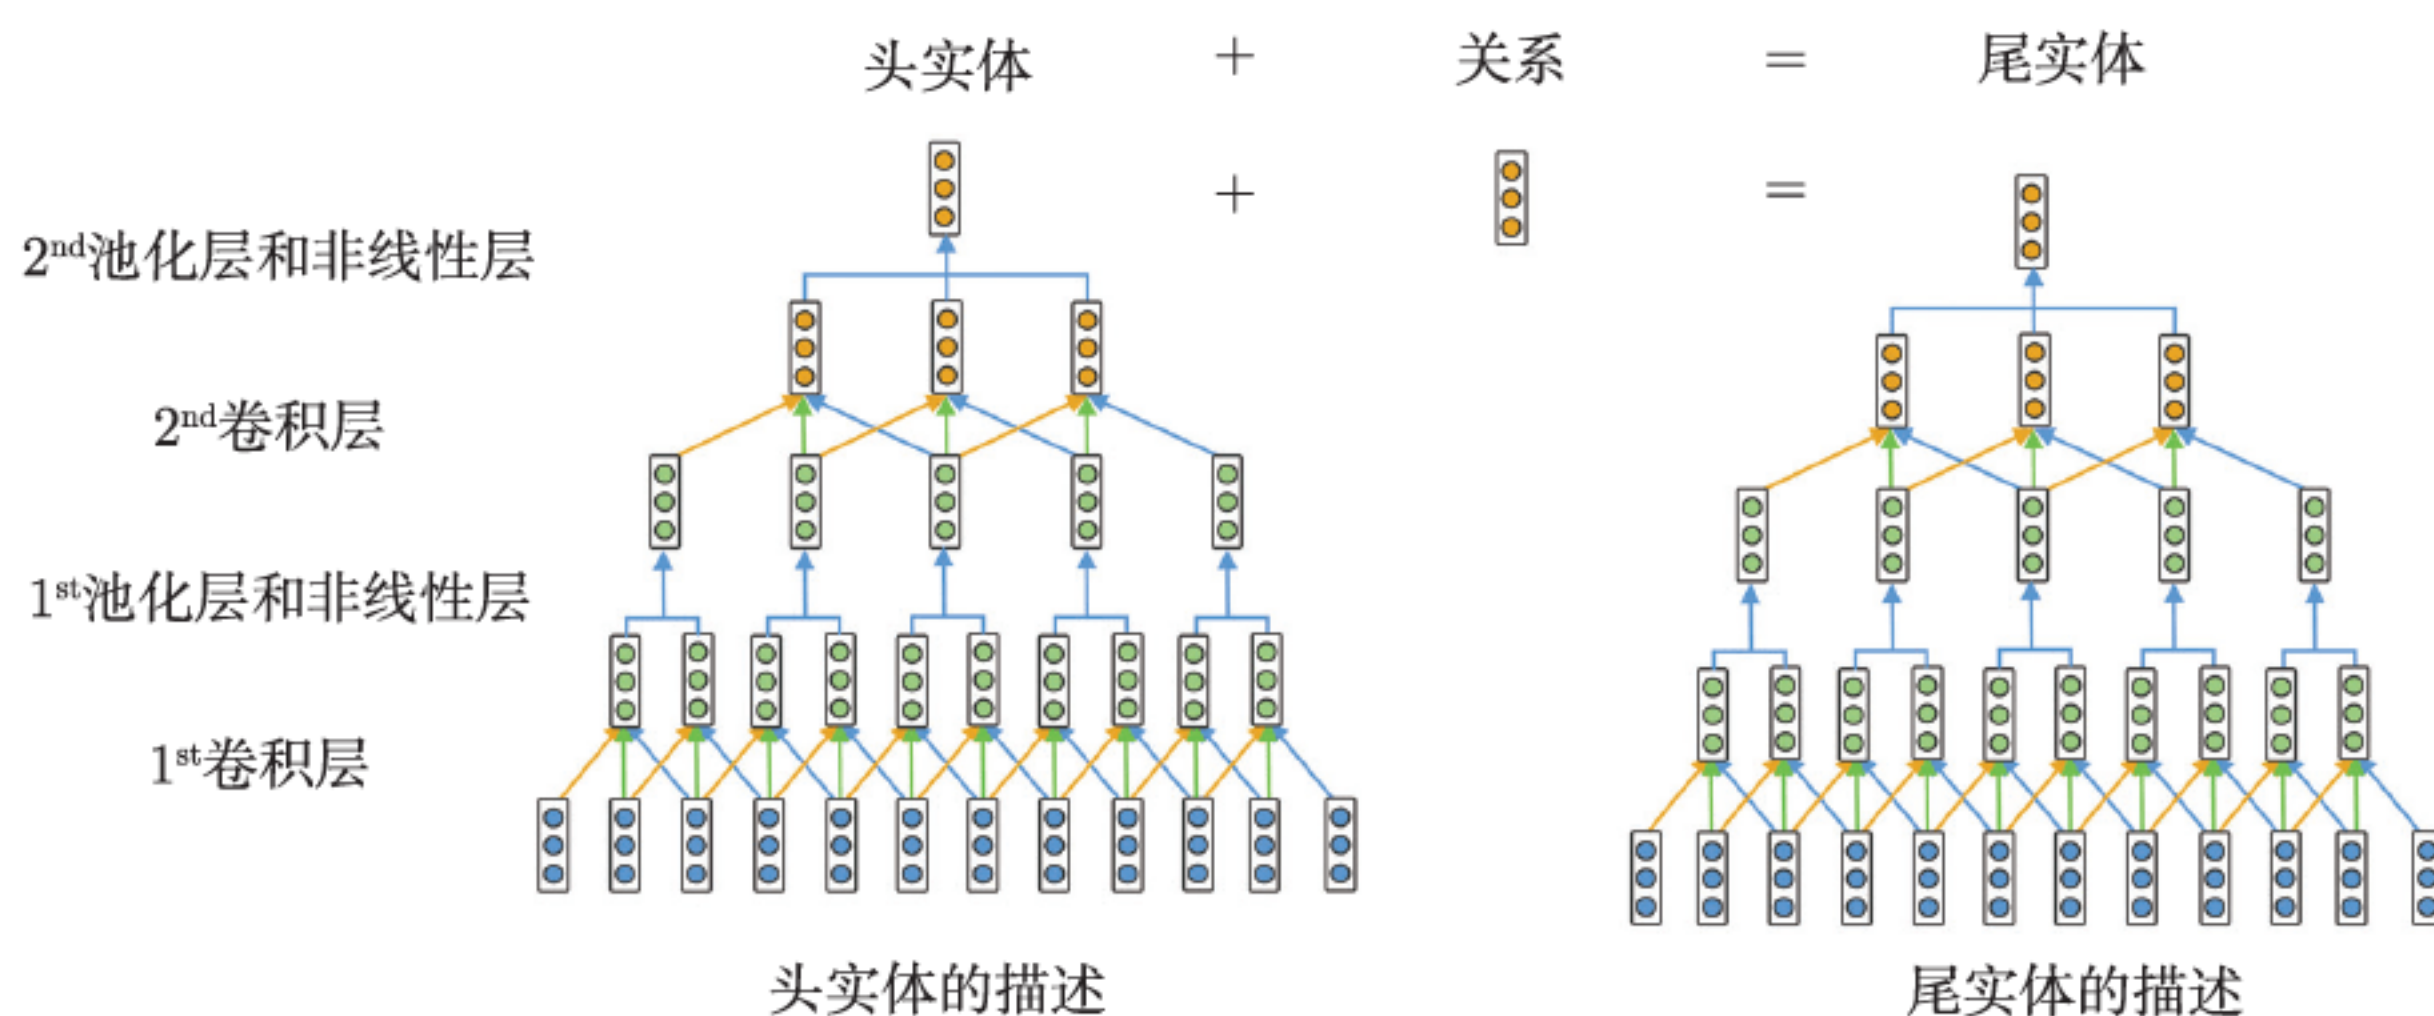 头实体 + 关系 = 尾实体
+ =
2nd池化层和非线性层
2nd卷积层
1st池化层和非线性层
1st卷积层
头实体的描述 尾实体的描述